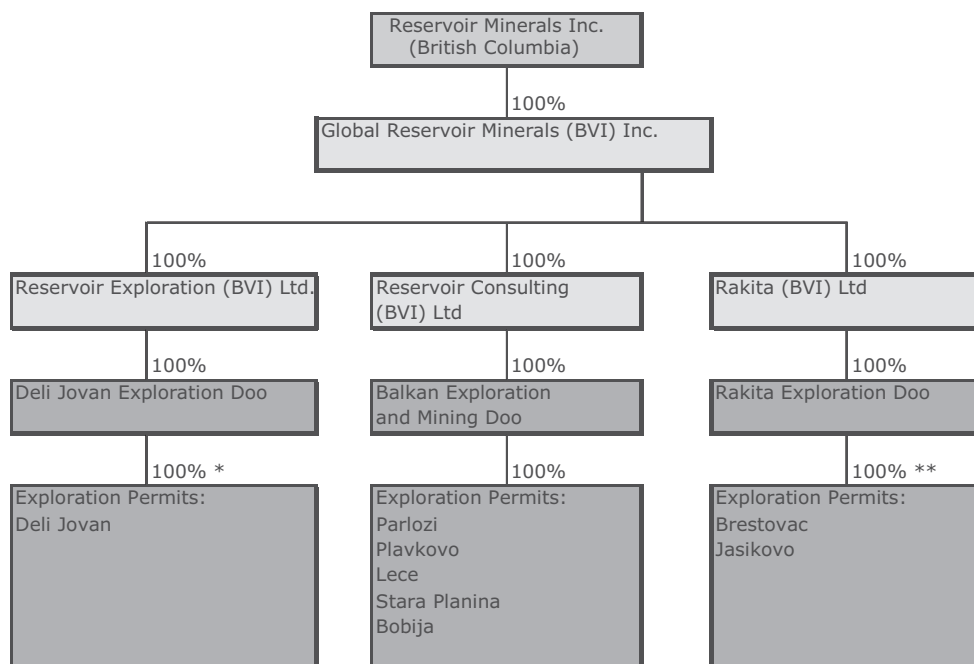 Reservoir Minerals Inc.
(British Columbia)
100%
Global Reservoir Minerals (BVI) Inc.
100%
100%
100%
Reservoir Exploration (BVI) Ltd.
Reservoir Consulting
(BVI) Ltd
Rakita (BVI) Ltd
100%
100%
100%
Deli Jovan Exploration Doo
Balkan Exploration
and Mining Doo
Rakita Exploration Doo
100% *
100%
100% **
Exploration Permits:
Deli Jovan
Exploration Permits:
Parlozi
Plavkovo
Lece
Stara Planina
Bobija
Exploration Permits:
Brestovac
Jasikovo